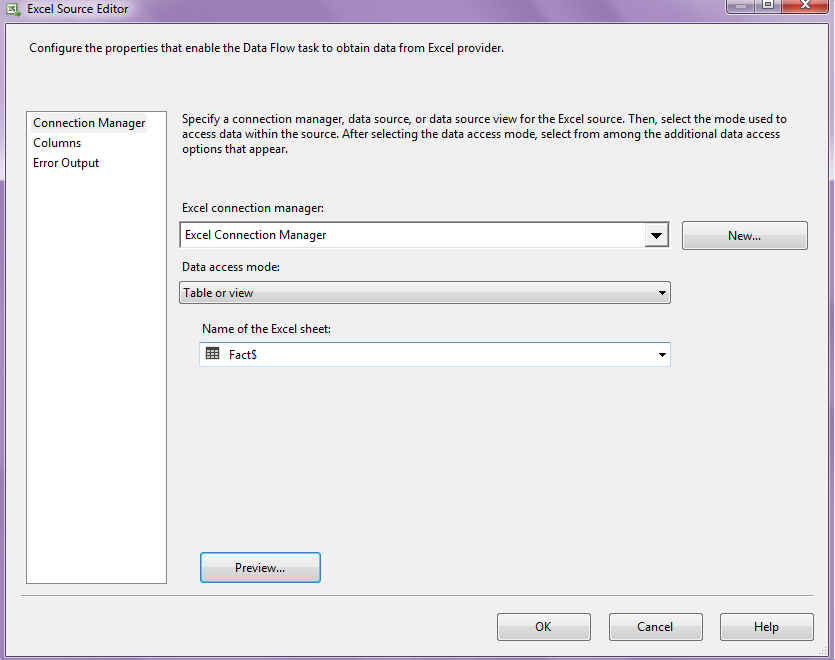 Excel Source Editor
Configure the properties that enable the Data Flow task to obtain data from Excel provider.
Connection Manager
Columns
Error Output
Specify a connection manager, data source, or data source view for the Excel source. Then, select the mode used to
access data within the source. After selecting the data access mode, select from among the additional data access
options that appear.
Excel connection manager:
Excel Connection Manager
New...
Data access mode:
Table or view
Name of the Excel sheet:
Fact$
Preview...
OK
Cancel
Help